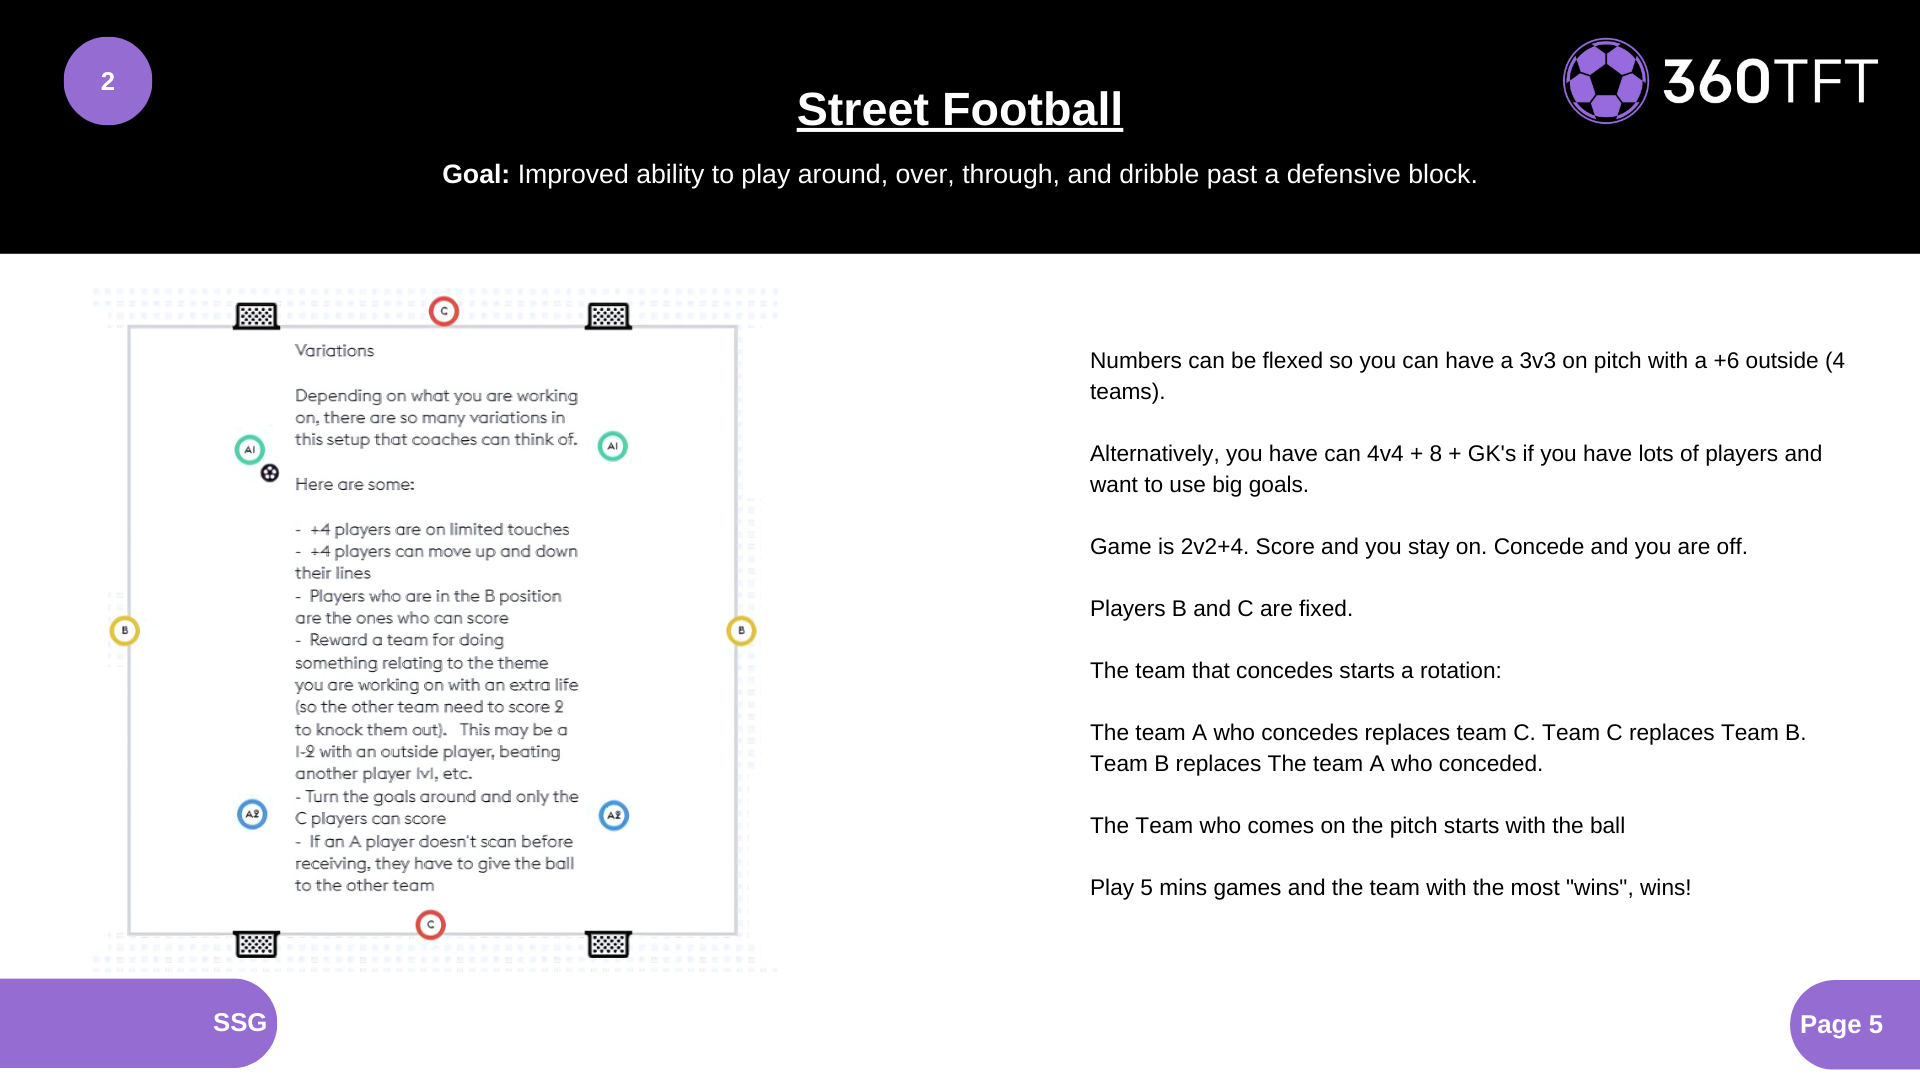 2
360TFT
Street Football
Goal: Improved ability to play around, over, through, and dribble past a defensive block.
C
Variations
Depending on what you are working
on, there are so many variations in
this setup that coaches can think of.
A1
A1
Here are some:
- +4 players are on limited touches
- +4 players can move up and down
their lines
- Players who are in the B position
are the ones who can score
B
B
- Reward a team for doing
something relating to the theme
you are working on with an extra life
(so the other team need to score 2
to knock them out). This may be a
1-2 with an outside player, beating
another player 1v1, etc.
- Turn the goals around and only the
C players can score
A2
A2
- If an A player doesn't scan before
receiving, they have to give the ball
to the other team
C
Numbers can be flexed so you can have a 3v3 on pitch with a +6 outside (4
teams).
Alternatively, you have can 4v4 + 8 + GK's if you have lots of players and
want to use big goals.
Game is 2v2+4. Score and you stay on. Concede and you are off.
Players B and C are fixed.
The team that concedes starts a rotation:
The team A who concedes replaces team C. Team C replaces Team B.
Team B replaces The team A who conceded.
The Team who comes on the pitch starts with the ball
Play 5 mins games and the team with the most "wins", wins!
SSG
Page 5